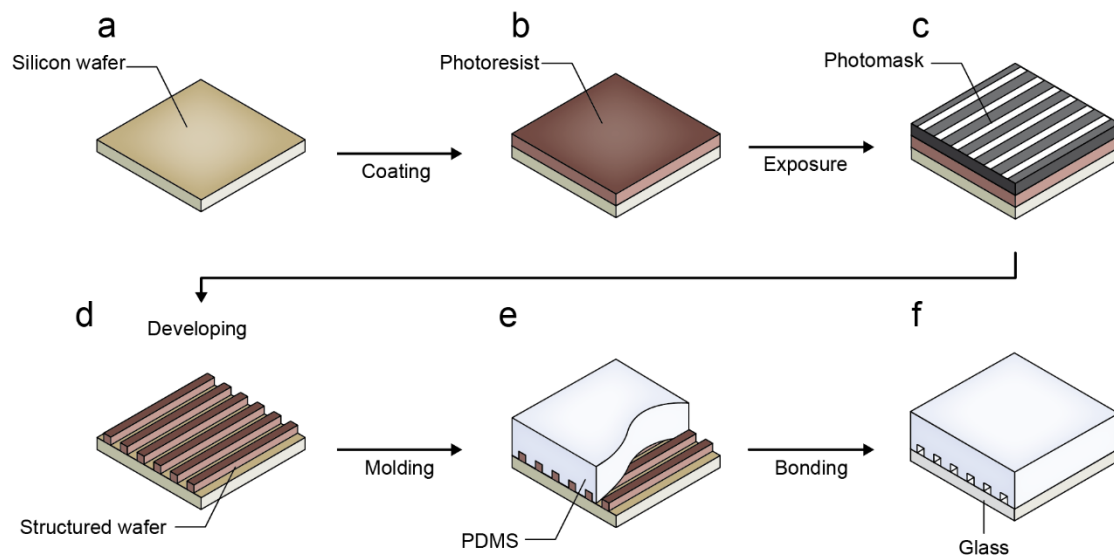 a
b
c
Silicon wafer
Photoresist
Photomask
Coating
Exposure
d
e
f
Developing
Molding
Bonding
Structured wafer
PDMS
Glass